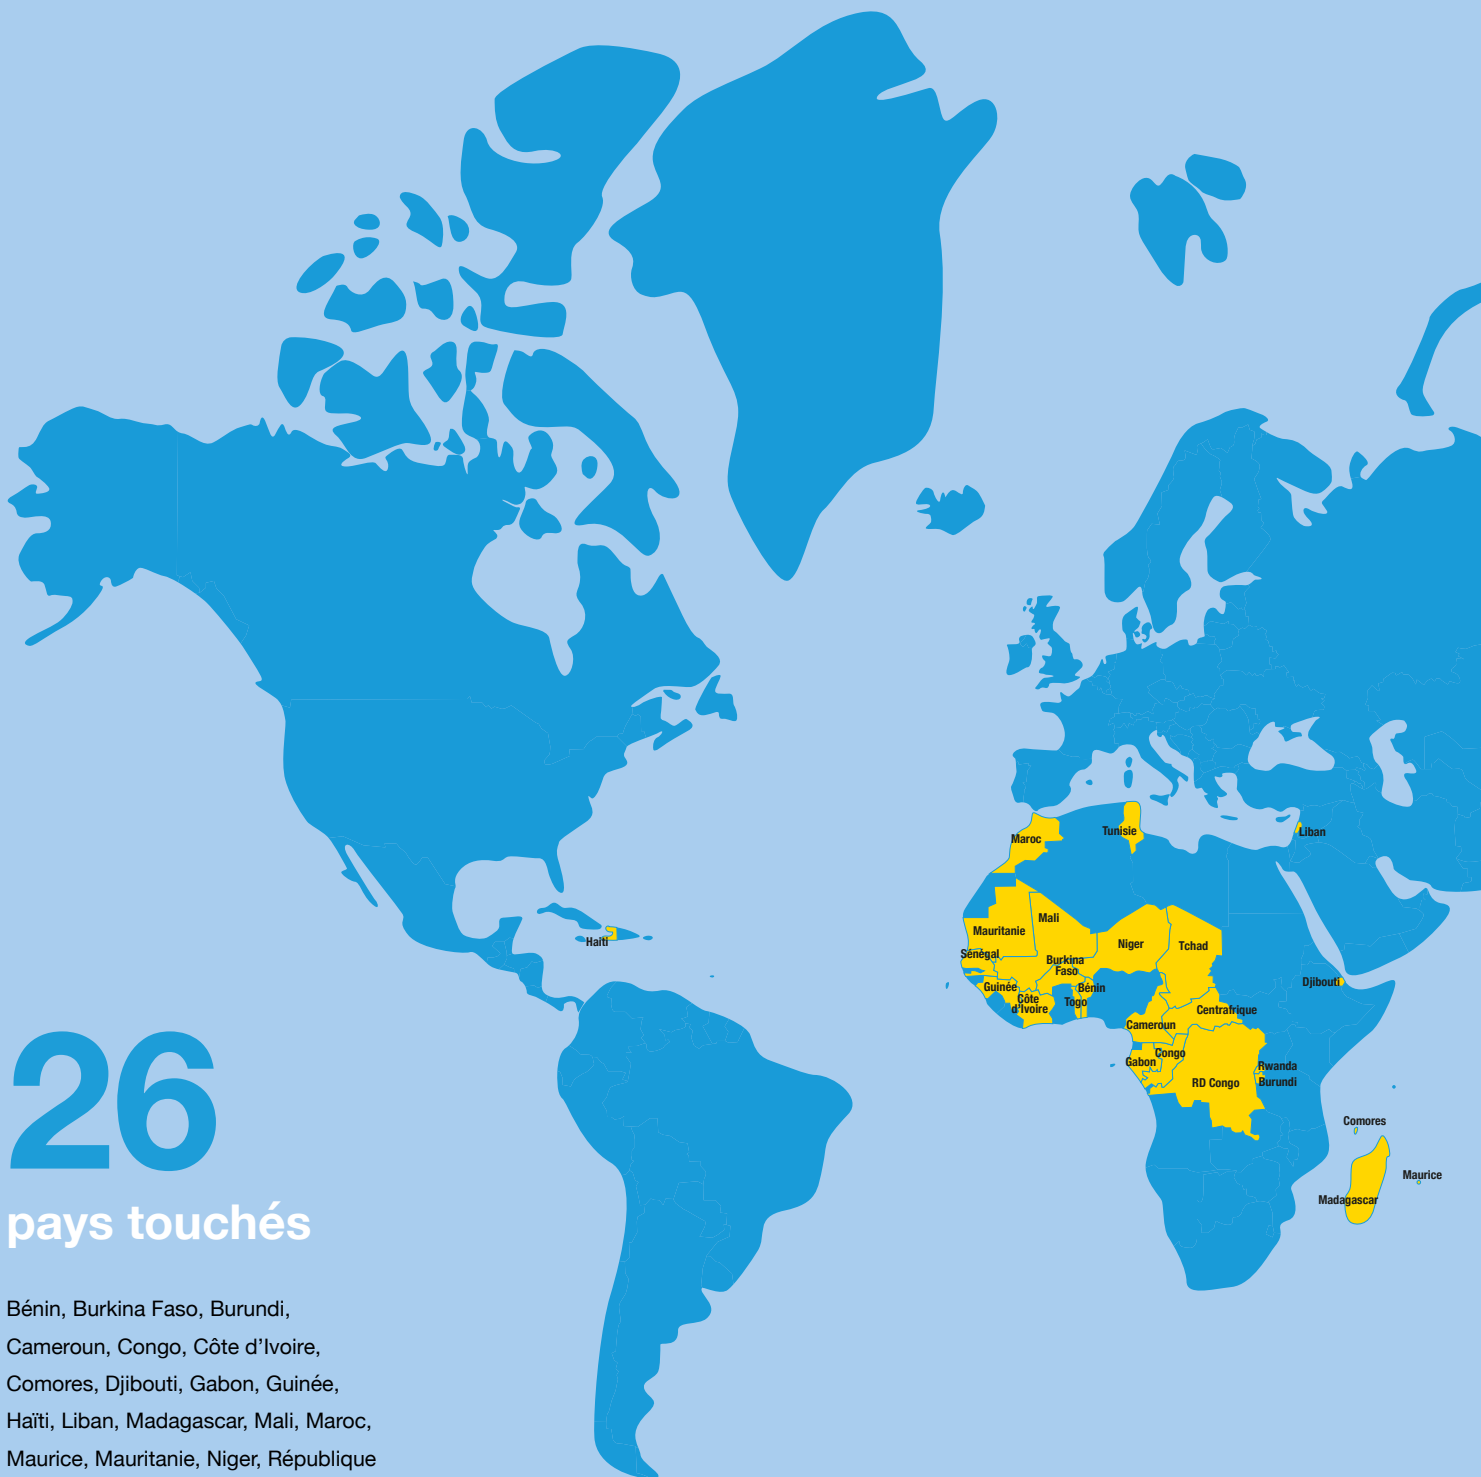 Maroc
Tunisie
Liban
Mauritanie
Mali
Niger
Tchad
Haïti
Sénégal
Burkina
Faso
Guinée
Bénin
Djibouti
Côte
d'Ivoire
Togo
Centrafrique
Cameroun
Gabon
Congo
Rwanda
RD Congo
Burundi
Comores
Maurice
Madagascar
26
pays touchés
Bénin, Burkina Faso, Burundi,
Cameroun, Congo, Côte d’Ivoire,
Comores, Djibouti, Gabon, Guinée,
Haïti, Liban, Madagascar, Mali, Maroc,
Maurice, Mauritanie, Niger, République